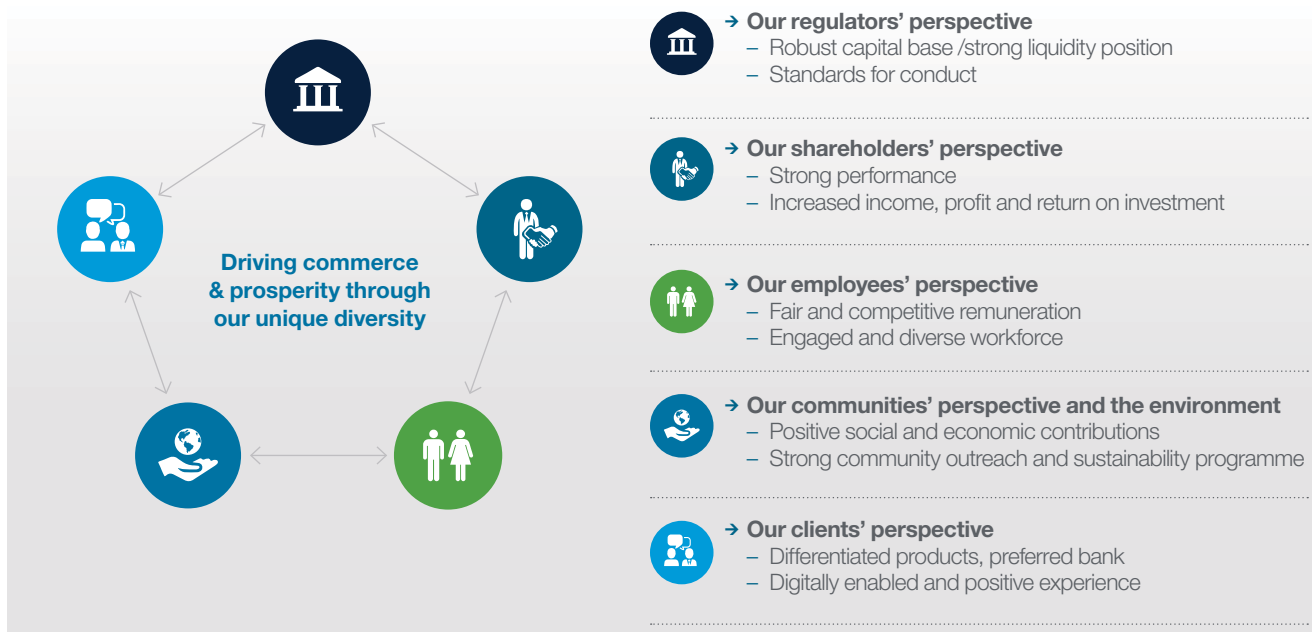 Driving commerce
& prosperity through
our unique diversity
→ Our regulators’ perspective
– Robust capital base /strong liquidity position
– Standards for conduct
→ Our shareholders’ perspective
– Strong performance
– Increased income, profit and return on investment
→ Our employees’ perspective
– Fair and competitive remuneration
– Engaged and diverse workforce
→ Our communities’ perspective and the environment
– Positive social and economic contributions
– Strong community outreach and sustainability programme
→ Our clients’ perspective
– Differentiated products, preferred bank
– Digitally enabled and positive experience